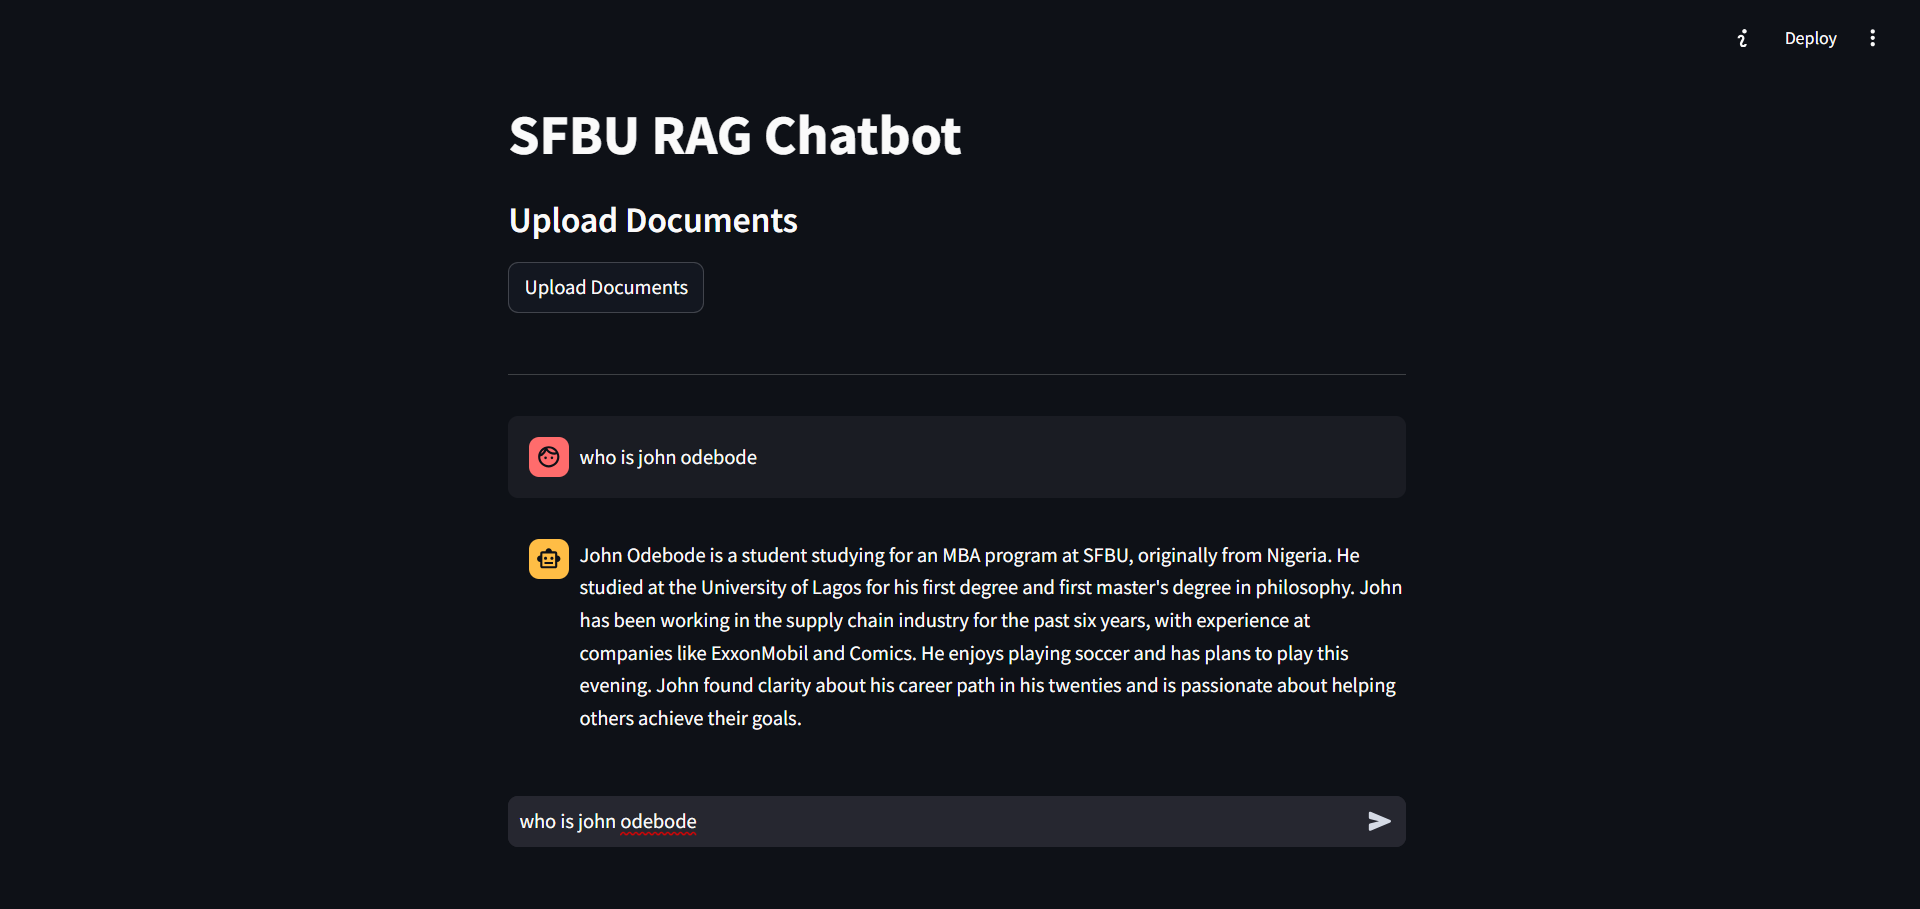 Deploy
SFBU RAG Chatbot
Upload Documents
Upload Documents
who is john odebode
John Odebode is a student studying for an MBA program at SFBU, originally from Nigeria. He
studied at the University of Lagos for his first degree and first master's degree in philosophy. John
has been working in the supply chain industry for the past six years, with experience at
companies like ExxonMobil and Comics. He enjoys playing soccer and has plans to play this
evening. John found clarity about his career path in his twenties and is passionate about helping
others achieve their goals.
who is john odebode